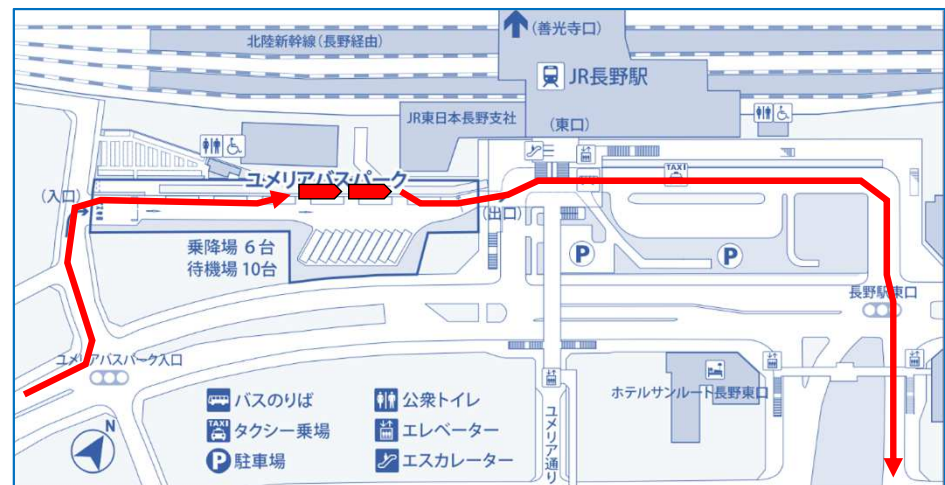 北陸新幹線(長野経由)
(善光寺口)
JR長野駅
JR東日本長野支社
(東口)
TAXI
ユメリアバス・パーク
(入口)
(出口)
乗降場 6台
待機場 10台
P
P
長野駅東口
ユメリアバスパーク入口
ホテルサンルート長野東口
ユメリア通り
N
バスのりば
公衆トイレ
TAXI
タクシー乗場
エレベーター
P
駐車場
エスカレーター